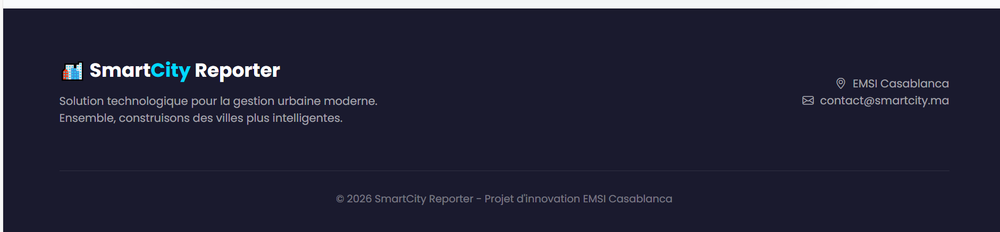 SmartCity Reporter
Solution technologique pour la gestion urbaine moderne.
Ensemble, construisons des villes plus intelligentes.
EMSI Casablanca
contact@smartcity.ma
© 2026 SmartCity Reporter - Projet d'innovation EMSI Casablanca